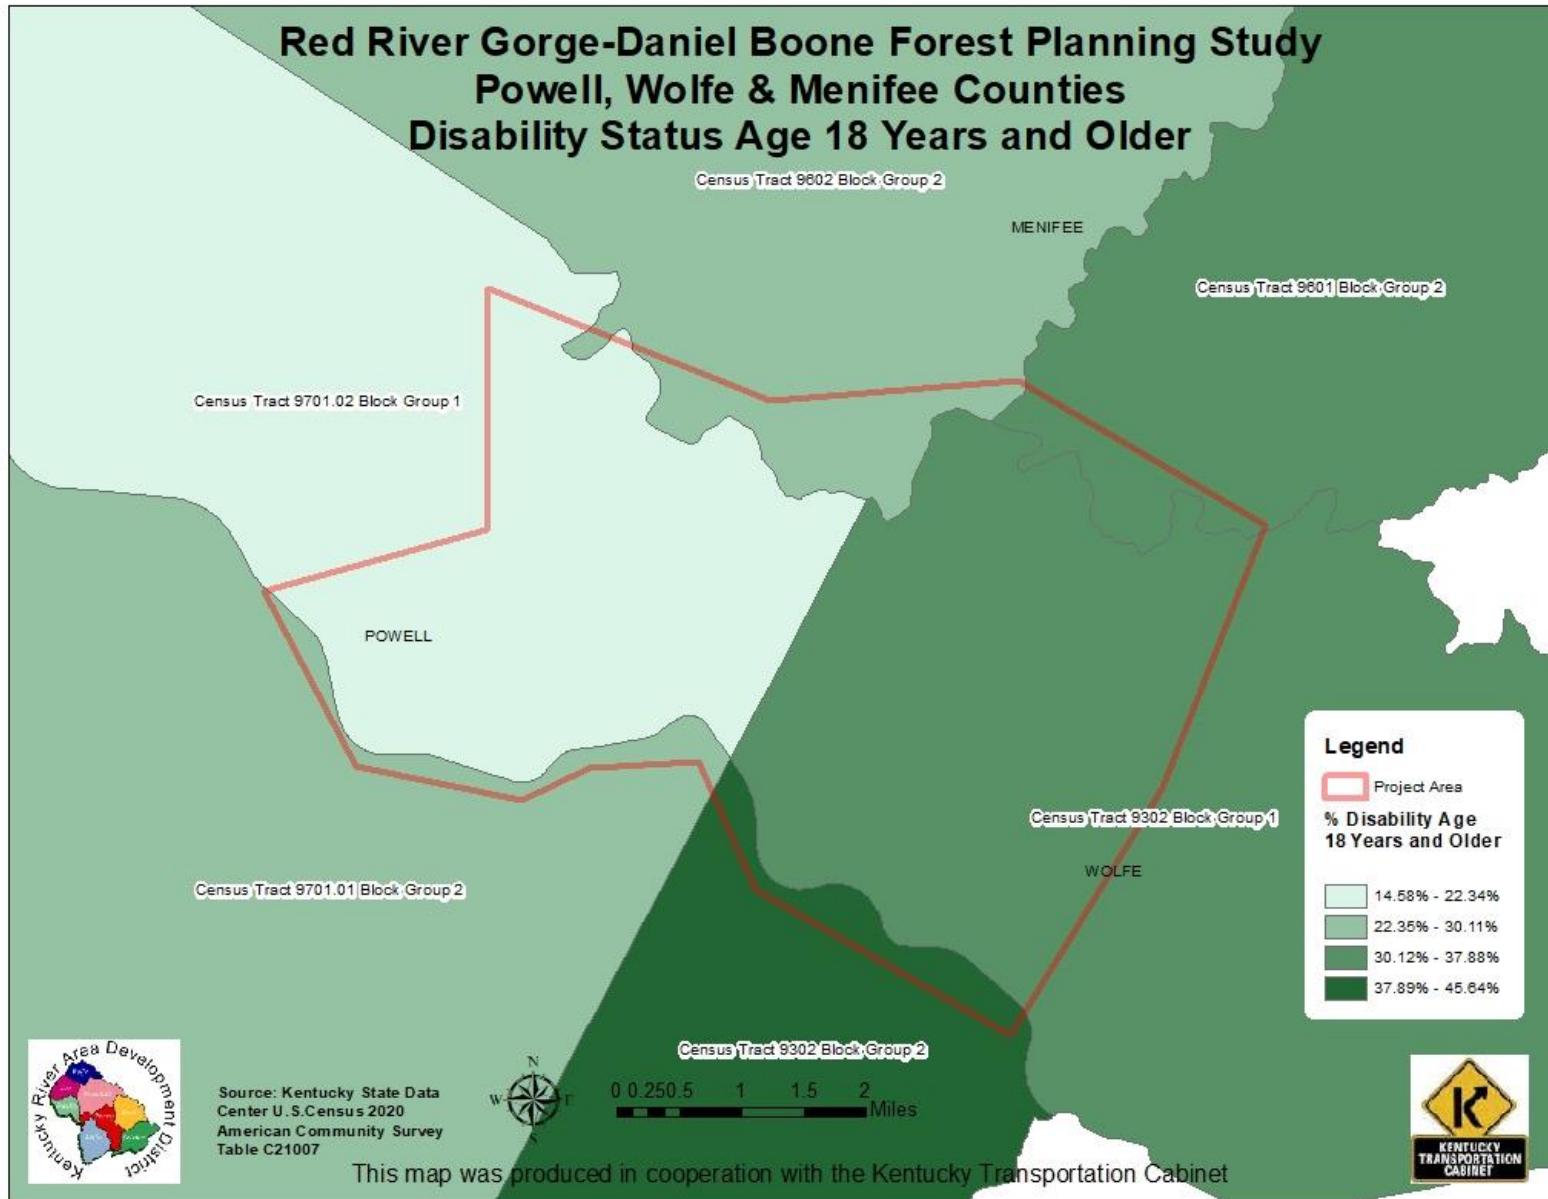 Red River Gorge-Daniel Boone Forest Planning Study
Powell, Wolfe & Menifee Counties
Disability Status Age 18 Years and Older
Census Tract 9602 Block Group 2
MENIFEE
Census Tract 9601 Block Group 2
Census Tract 9701.02 Block Group 1
POWELL
Legend
Project Area
% Disability Age
18 Years and Older
14.58% - 22.34%
22.35% - 30.11%
30.12% - 37.88%
37.89% - 45.64%
Census Tract 9302 Block Group 1
WOLFE
Census Tract 9701.01 Block Group 2
Census Tract 9302 Block Group 2
Kentucky River Area Development District
Source: Kentucky State Data
Center U.S.Census 2020
American Community Survey
Table C21007
N
W E
S
0 0.25 0.5 1 1.5 2
Miles
KENTUCKY
TRANSPORTATION
CABINET
This map was produced in cooperation with the Kentucky Transportation Cabinet